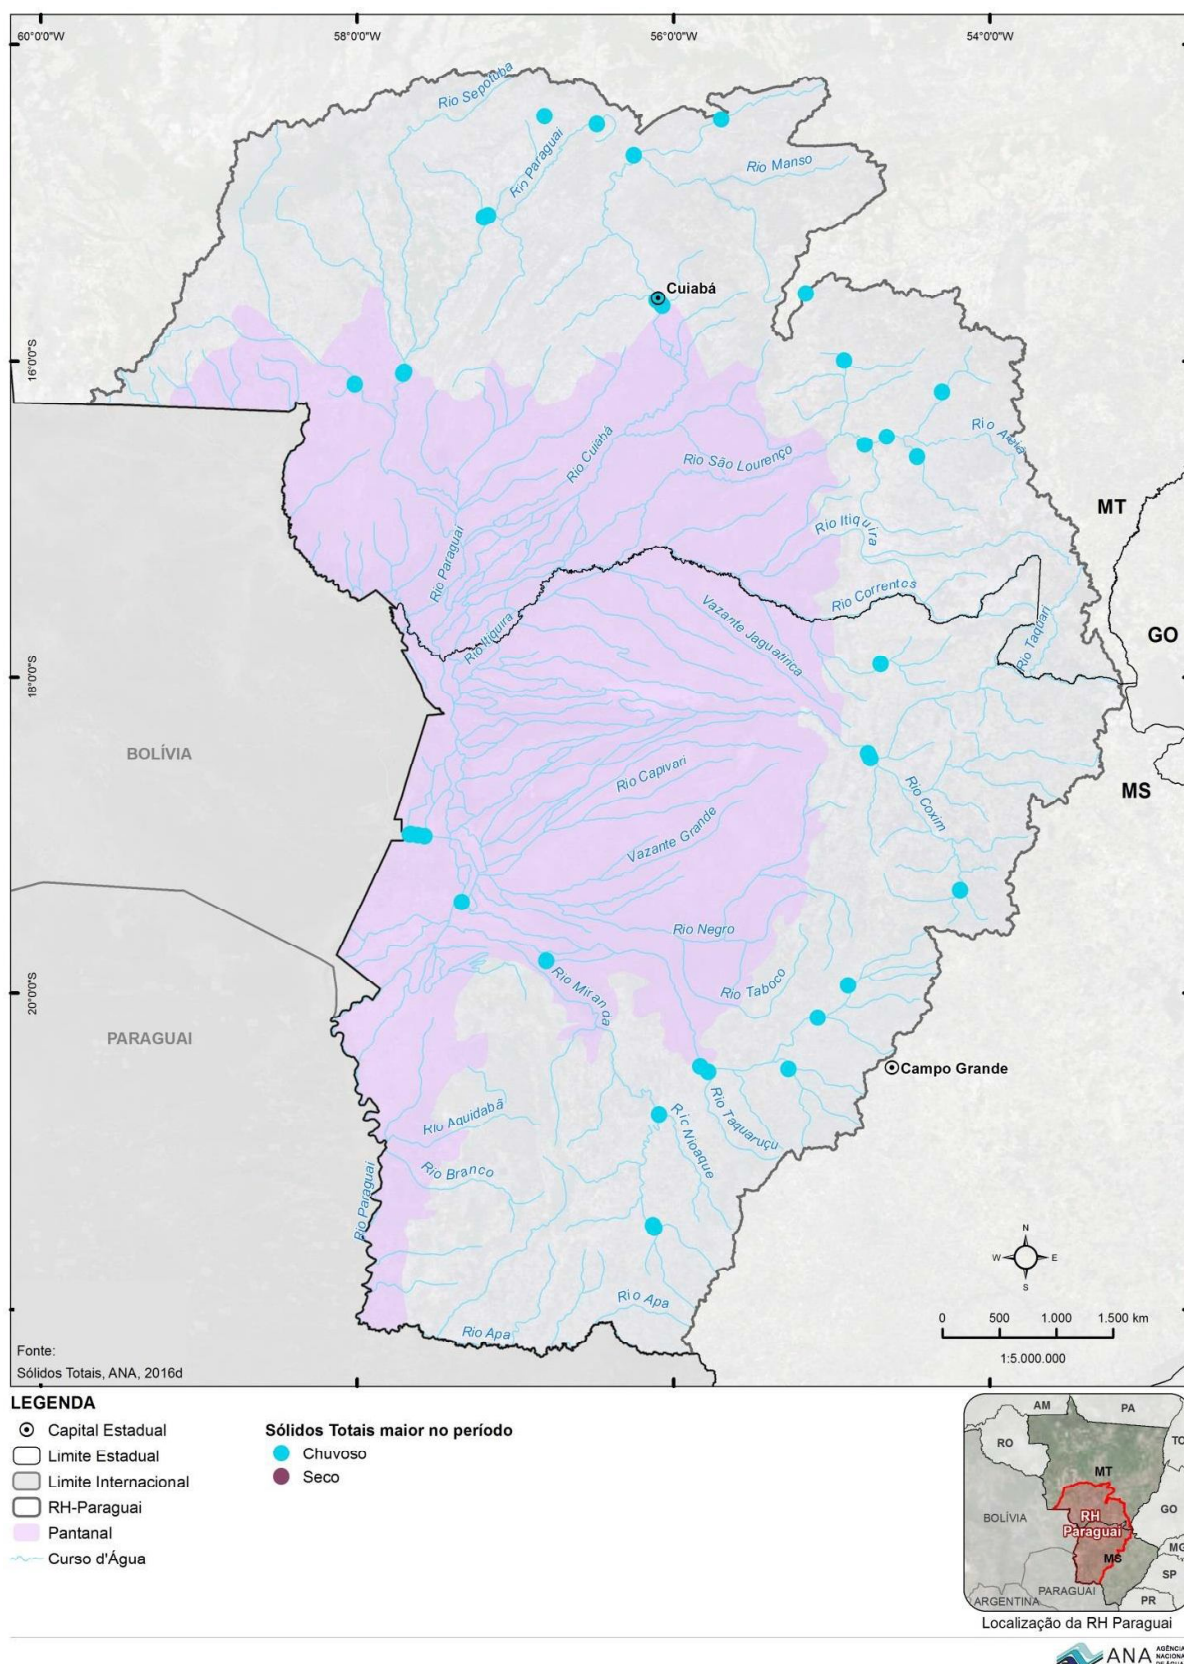 60°0'0"W
58°0'0"W
56°0'0"W
54°0'0"W
Rio Sepotuba
Rio Paraguai
Rio Manso
Cuiabá
16°0'0"S
Rio Cuiabá
Rio São Lourenço
Rio Itiquira
MT
Rio Paraguai
Rio Correntes
Rio Itiquira
Vazante Jaguatirica
Rio Taquari
GO
18°0'0"S
BOLÍVIA
Rio Capivari
Rio Coxim
MS
Vazante Grande
Rio Negro
Rio Miranda
Rio Taboco
20°0'0"S
PARAGUAI
Campo Grande
Rio Aquidabã
Rio Nioaque
Rio Taquaruçu
Rio Branco
Rio Paraguai
N
W E
S
Rio Apa
Rio Apa
0 500 1.000 1.500 km
1:5.000.000
Fonte:
Sólidos Totais, ANA, 2016d
LEGENDA
Capital Estadual
Limite Estadual
Limite Internacional
RH-Paraguai
Pantanal
Curso d'Água
Sólidos Totais maior no período
Chuvoso
Seco
AM
PA
RO
TO
MT
GO
BOLÍVIA
RH
Paraguai
MS
MG
SP
PARAGUAI
ARGENTINA
PR
Localização da RH Paraguai
ANA
AGÊNCIA
NACIONAL
DE ÁGUAS